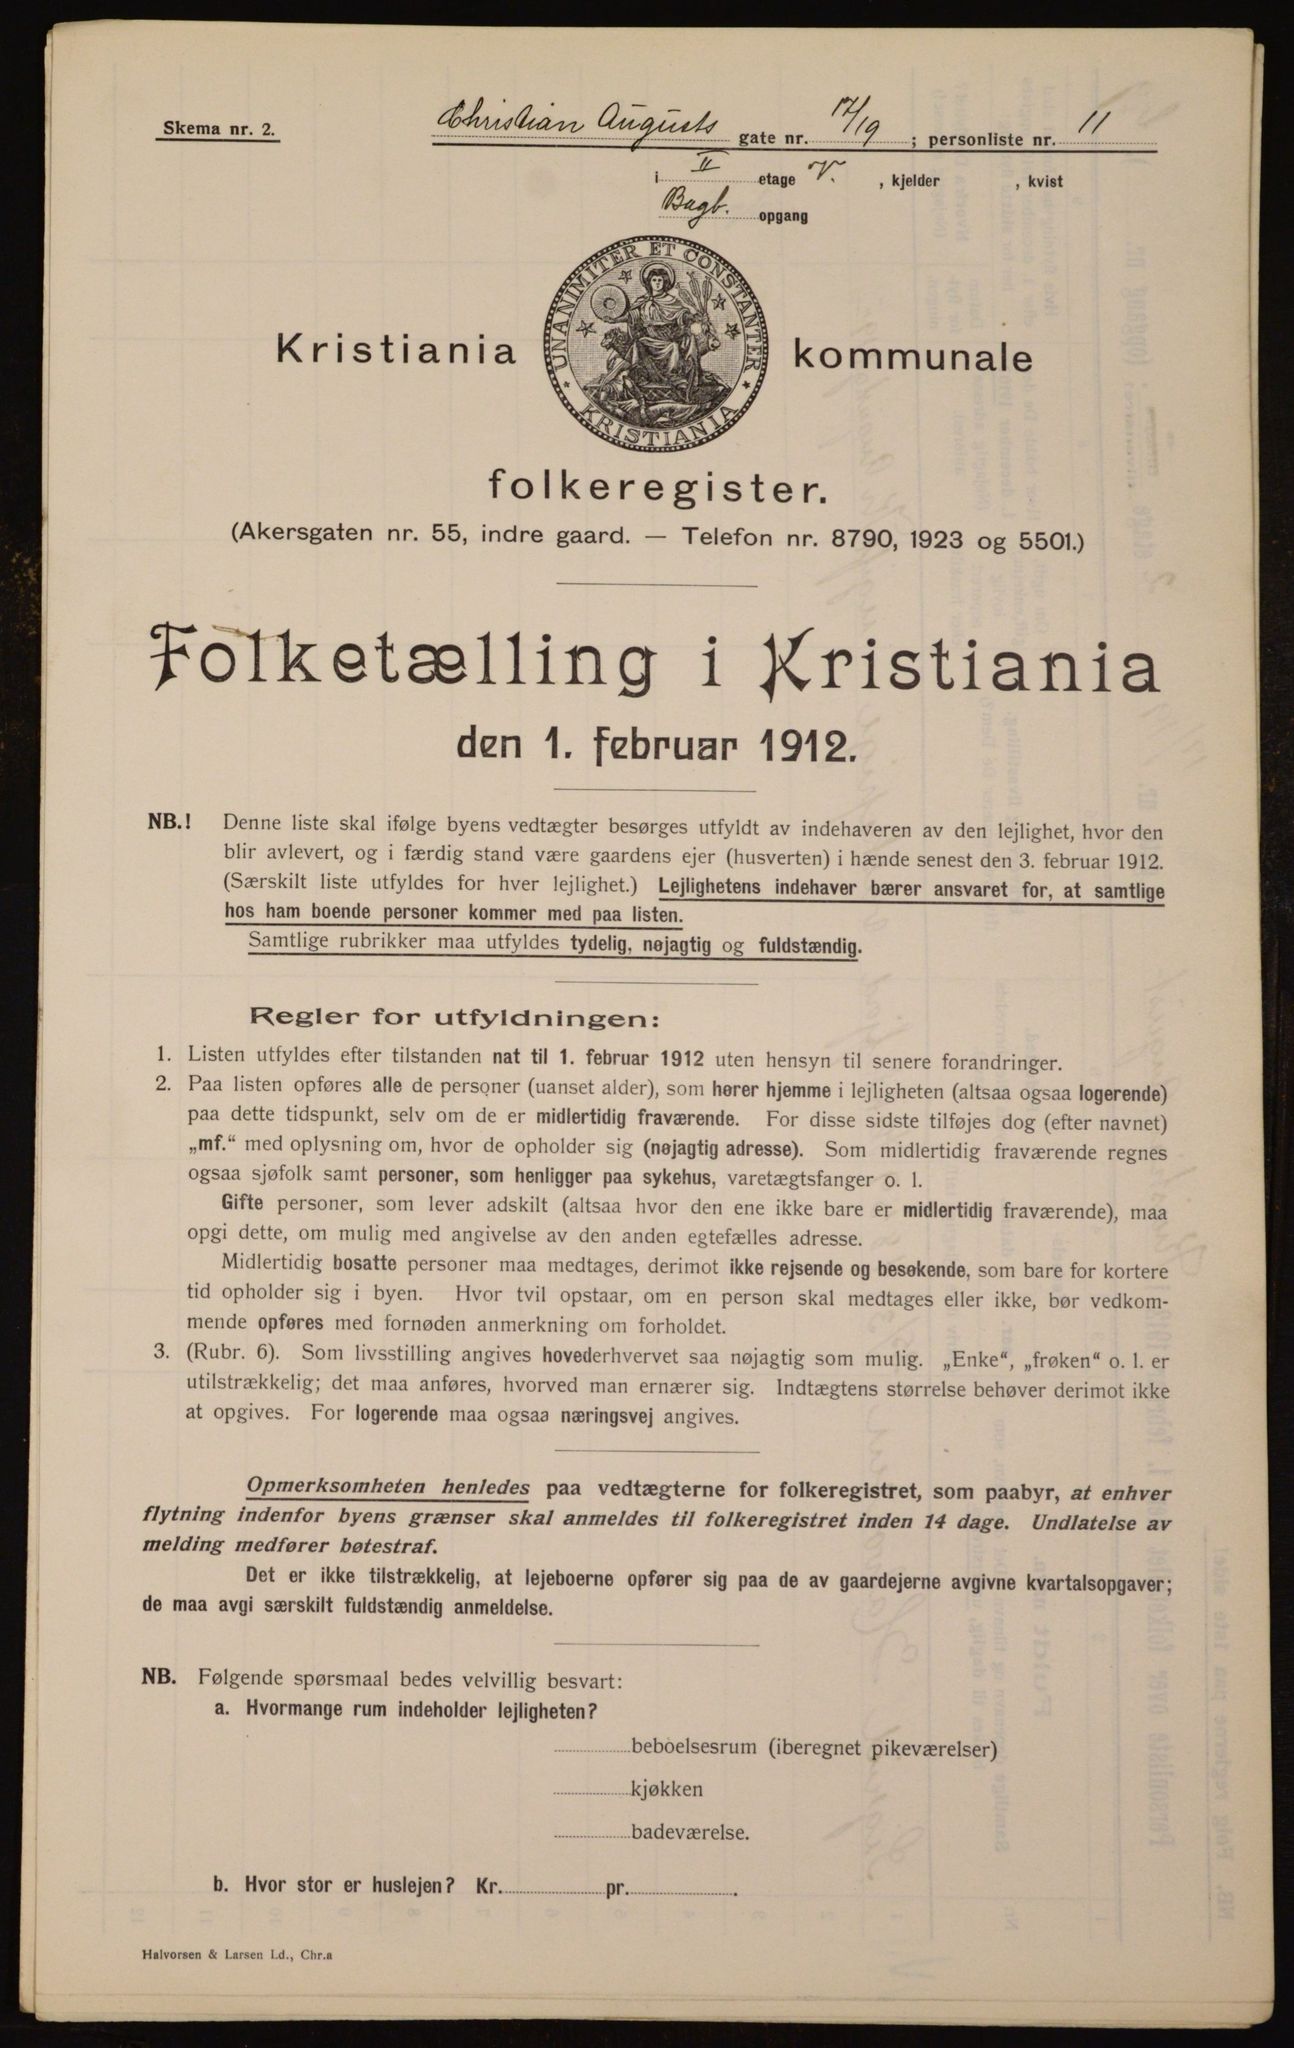 Skema nr. 2.
Christian Augusts gate nr. 17/19; personliste nr. 11
i II etage V., kjelder , kvist
Bagb. opgang
UNANIMITER ET CONSTANTER
KRISTIANIA
Kristiania kommunale
folkeregister.
(Akersgaten nr. 55, indre gaard. — Telefon nr. 8790, 1923 og 5501.)
Folketælling i Kristiania
den 1. februar 1912.
NB.! Denne liste skal ifølge byens vedtægter besørges utfyldt av indehaveren av den lejlighet, hvor den
blir avlevert, og i færdig stand være gaardens ejer (husverten) i hænde senest den 3. februar 1912.
(Særskilt liste utfyldes for hver lejlighet.) Lejlighetens indehaver bærer ansvaret for, at samtlige
hos ham boende personer kommer med paa listen.
Samtlige rubrikker maa utfyldes tydelig, nøjagtig og fuldstændig.
Regler for utfyldningen:
1. Listen utfyldes efter tilstanden nat til 1. februar 1912 uten hensyn til senere forandringer.
2. Paa listen opføres alle de personer (uanset alder), som hører hjemme i lejligheten (altsaa ogsaa logerende)
paa dette tidspunkt, selv om de er midlertidig fraværende. For disse sidste tilføjes dog (efter navnet)
„mf.“ med oplysning om, hvor de opholder sig (nøjagtig adresse). Som midlertidig fraværende regnes
ogsaa sjøfolk samt personer, som henligger paa sykehus, varetægtsfanger o. l.
Gifte personer, som lever adskilt (altsaa hvor den ene ikke bare er midlertidig fraværende), maa
opgi dette, om mulig med angivelse av den anden egtefælles adresse.
Midlertidig bosatte personer maa medtages, derimot ikke rejsende og besøkende, som bare for kortere
tid opholder sig i byen. Hvor tvil opstaar, om en person skal medtages eller ikke, bør vedkom-
mende opføres med fornøden anmerkning om forholdet.
3. (Rubr. 6). Som livsstilling angives hovederhvervet saa nøjagtig som mulig. „Enke“, „frøken“ o. l. er
utilstrækkelig; det maa anføres, hvorved man ernærer sig. Indtægtens størrelse behøver derimot ikke
at opgives. For logerende maa ogsaa næringsvej angives.
Opmerksomheten henledes paa vedtægterne for folkeregistret, som paabyr, at enhver
flytning indenfor byens grænser skal anmeldes til folkeregistret inden 14 dage. Undlatelse av
melding medfører bøtestraf.
Det er ikke tilstrækkelig, at lejeboerne opfører sig paa de av gaardejerne avgivne kvartalsopgaver;
de maa avgi særskilt fuldstændig anmeldelse.
NB. Følgende spørsmaal bedes velvillig besvart:
a. Hvormange rum indeholder lejligheten?
beboelsesrum (iberegnet pikeværelser)
kjøkken
badeværelse.
b. Hvor stor er huslejen? Kr. pr. .
Halvorsen & Larsen Ld., Chr.a